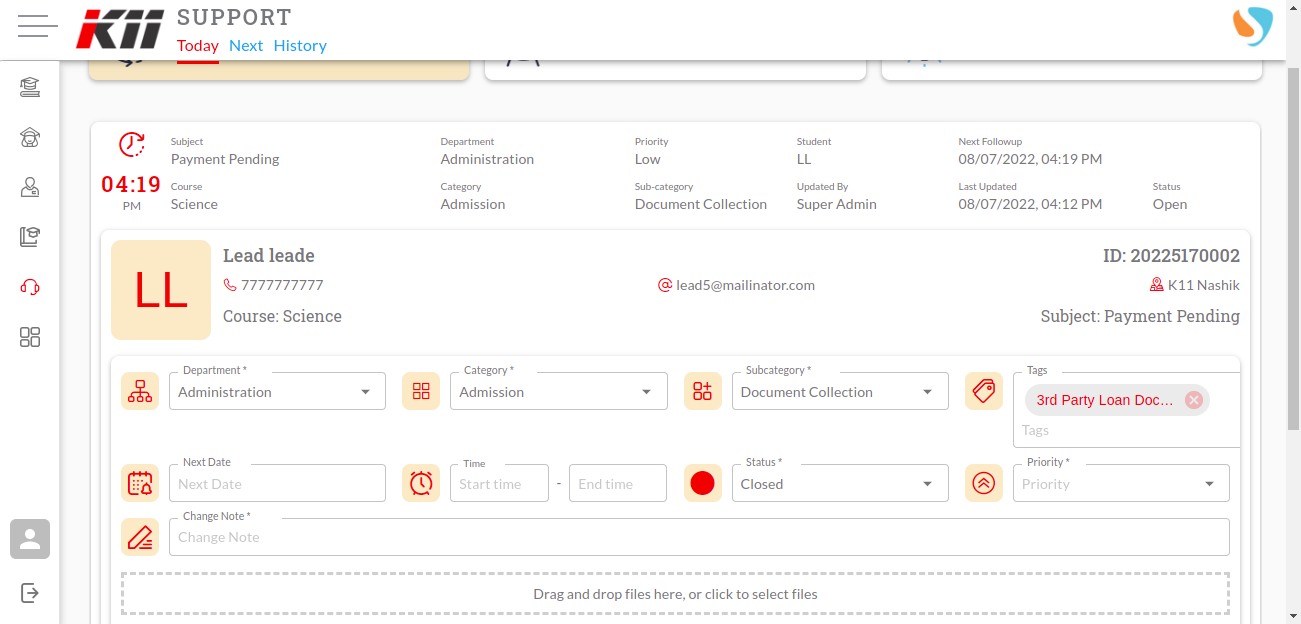 K11
SUPPORT
Today Next History
Subject
Payment Pending
Department
Administration
Priority
Low
Student
LL
Next Followup
08/07/2022, 04:19 PM
04:19
PM
Course
Science
Category
Admission
Sub-category
Document Collection
Updated By
Super Admin
Last Updated
08/07/2022, 04:12 PM
Status
Open
LL
Lead leade
ID: 20225170002
7777777777
lead5@mailinator.com
K11 Nashik
Course: Science
Subject: Payment Pending
Department *
Administration
Category *
Admission
Subcategory *
Document Collection
Tags
3rd Party Loan Doc...
Tags
Next Date
Next Date
Time
Start time
-
End time
Status *
Closed
Priority *
Priority
Change Note *
Change Note
Drag and drop files here, or click to select files